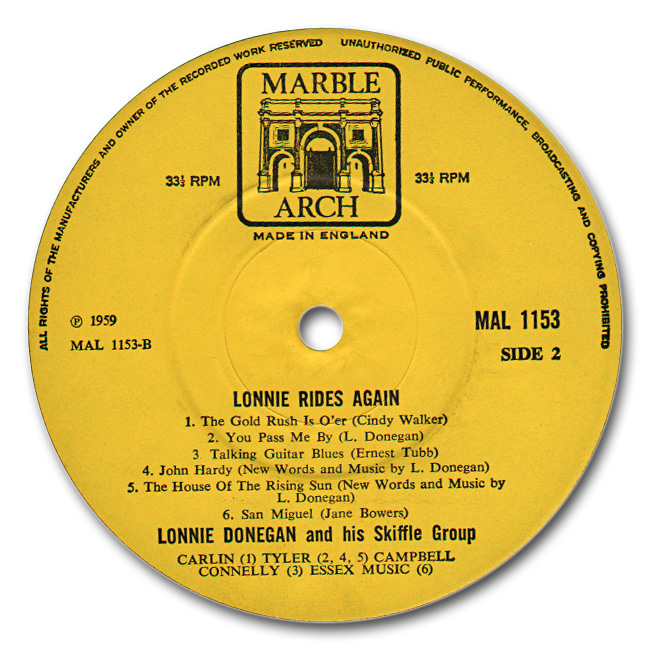 ALL RIGHTS OF THE MANUFACTURERS AND OWNER OF THE RECORDED WORK RESERVED UNAUTHORIZED PUBLIC PERFORMANCE, BROADCASTING AND COPYING PROHIBITED
MARBLE
ARCH
33⅓ RPM
33⅓ RPM
MADE IN ENGLAND
℗ 1959
MAL 1153-B
MAL 1153
SIDE 2
LONNIE RIDES AGAIN
1. The Gold Rush Is O'er (Cindy Walker)
2. You Pass Me By (L. Donegan)
3 Talking Guitar Blues (Ernest Tubb)
4. John Hardy (New Words and Music by L. Donegan)
5. The House Of The Rising Sun (New Words and Music by
L. Donegan)
6. San Miguel (Jane Bowers)
LONNIE DONEGAN and his Skiffle Group
CARLIN (1) TYLER (2, 4, 5) CAMPBELL
CONNELLY (3) ESSEX MUSIC (6)